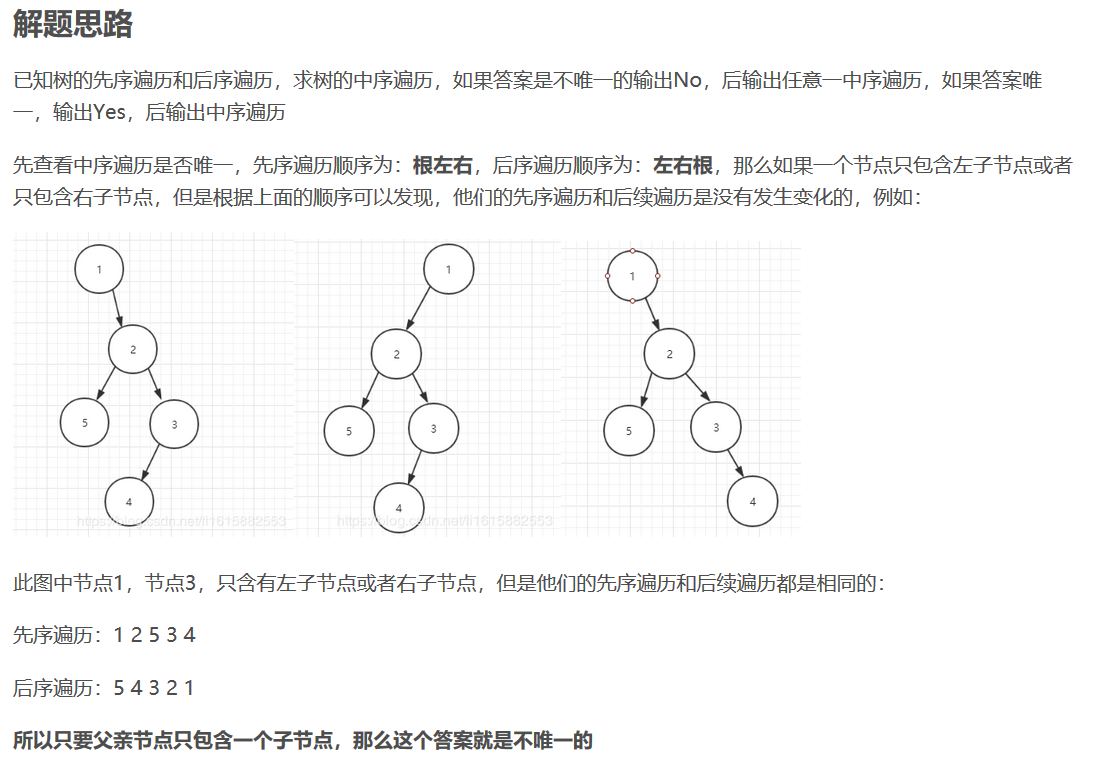 解题思路
已知树的先序遍历和后序遍历，求树的中序遍历，如果答案是不唯一的输出No，后输出任意一中序遍历，如果答案唯
一，输出Yes，后输出中序遍历
先查看中序遍历是否唯一，先序遍历顺序为：根左右，后序遍历顺序为：左右根，那么如果一个节点只包含左子节点或者
只包含右子节点，但是根据上面的顺序可以发现，他们的先序遍历和后续遍历是没有发生变化的，例如：
1
2
5
3
4
https://blog.csdn.net/li1615882553
1
2
5
3
4
https://blog.csdn.net/li1615882553
1
2
5
3
4
此图中节点1，节点3，只含有左子节点或者右子节点，但是他们的先序遍历和后续遍历都是相同的：
先序遍历：1 2 5 3 4
后序遍历：5 4 3 2 1
所以只要父亲节点只包含一个子节点，那么这个答案就是不唯一的